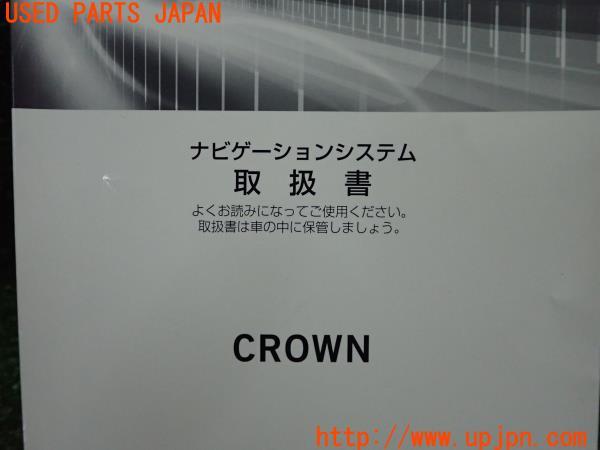 USED PARTS JAPAN
ナビゲーションシステム
取扱書
よくお読みになってご使用ください。
取扱書は車の中に保管しましょう。
CROWN
http://www.upjpn.com